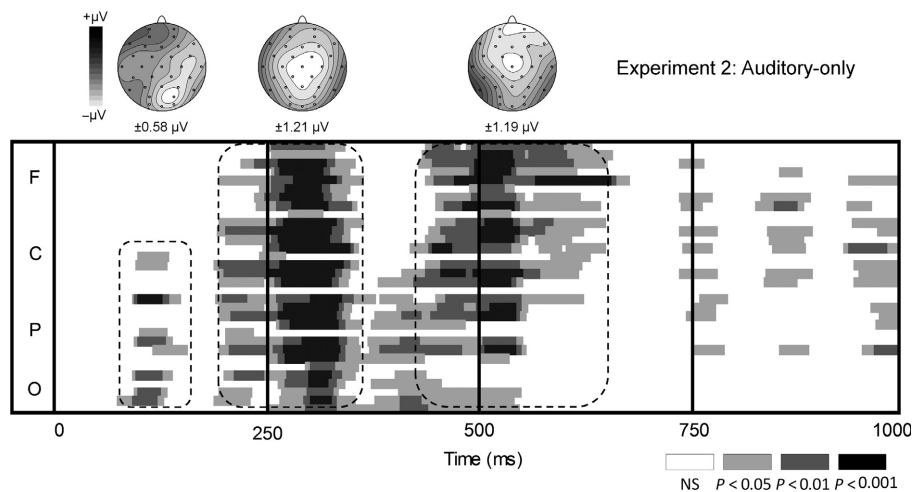 +µV
−µV
±0.58 µV
±1.21 µV
±1.19 µV
Experiment 2: Auditory-only
F
C
P
O
0 250 500 750 1000
Time (ms)
NS P < 0.05 P < 0.01 P < 0.001